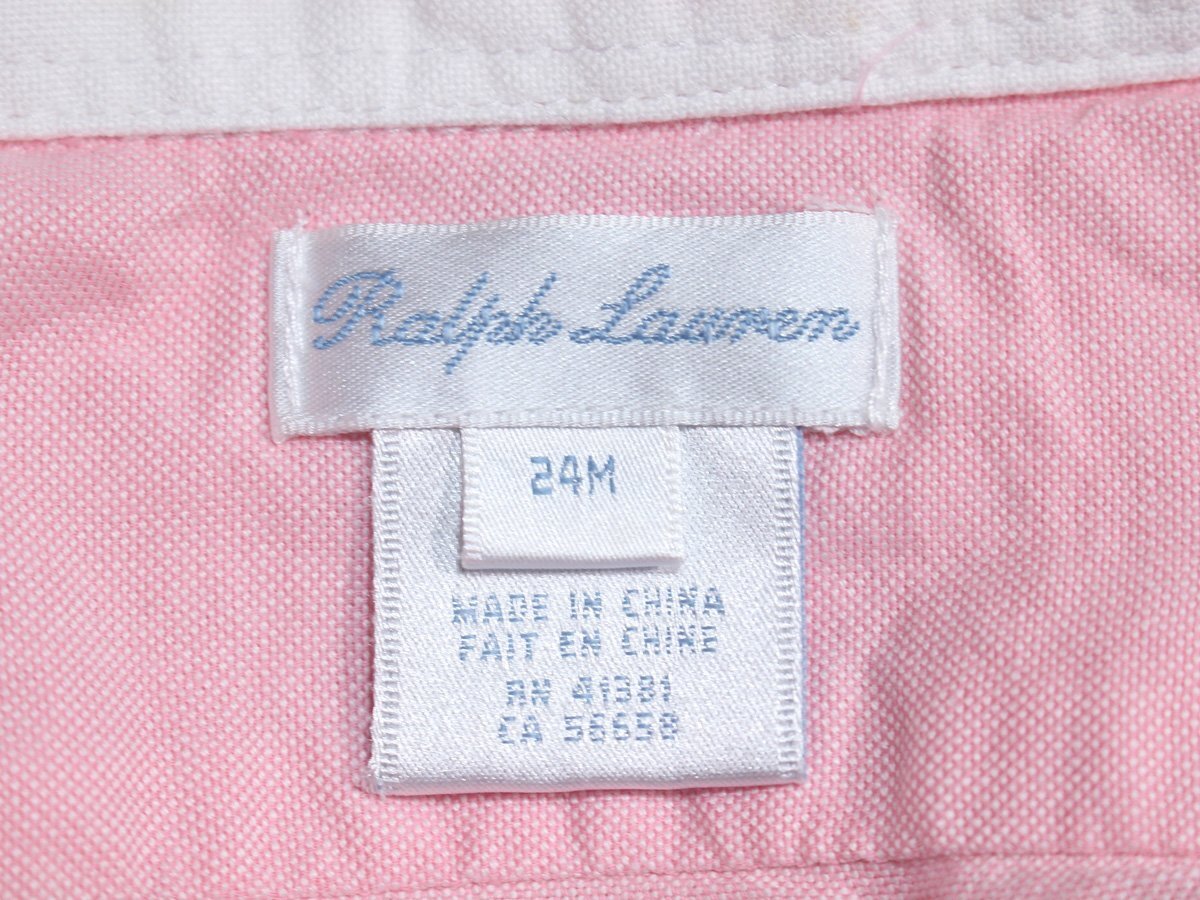 Ralph Lauren
24M
MADE IN CHINA
FAIT EN CHINE
RN 41381
CA 56658